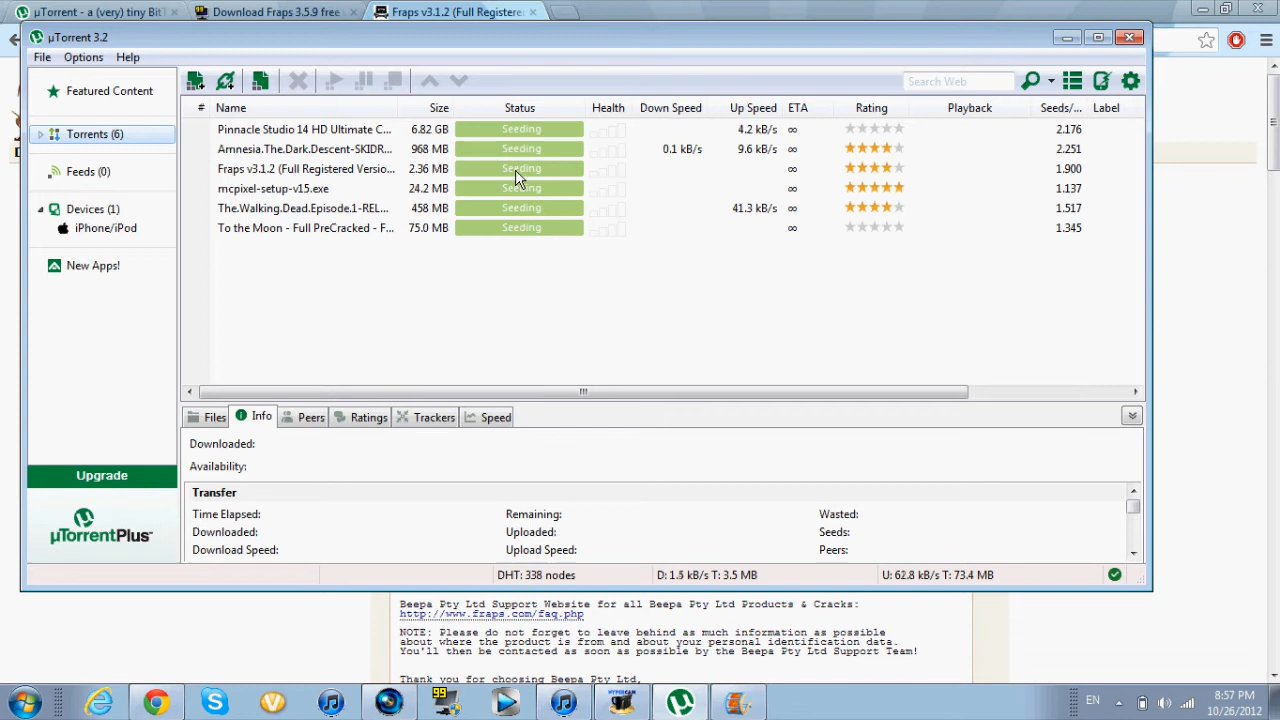 µTorrent - a (very) tiny BitT
Download Fraps 3.5.9 free
Fraps v3.1.2 (Full Registere
µTorrent 3.2
File Options Help
Featured Content
Search Web
# Name Size Status Health Down Speed Up Speed ETA Rating Playback Seeds/... Label
Torrents (6)
Pinnacle Studio 14 HD Ultimate C... 6.82 GB Seeding 4.2 kB/s ∞ 2.176
Amnesia.The.Dark.Descent-SKIDR... 968 MB Seeding 0.1 kB/s 9.6 kB/s ∞ 2.251
Feeds (0)
Fraps v3.1.2 (Full Registered Versio... 2.36 MB Seeding ∞ 1.900
mcpixel-setup-v15.exe 24.2 MB Seeding ∞ 1.137
Devices (1)
The.Walking.Dead.Episode.1-REL... 458 MB Seeding 41.3 kB/s ∞ 1.517
iPhone/iPod
To the Moon - Full PreCracked - F... 75.0 MB Seeding ∞ 1.345
New Apps!
Files Info Peers Ratings Trackers Speed
Downloaded:
Availability:
Upgrade
Transfer
Time Elapsed: Remaining: Wasted:
Downloaded: Uploaded: Seeds:
Download Speed: Upload Speed: Peers:
µTorrentPlus
DHT: 338 nodes D: 1.5 kB/s T: 3.5 MB U: 62.8 kB/s T: 73.4 MB
Beepa Pty Ltd Support Website for all Beepa Pty Ltd Products & Cracks:
http://www.fraps.com/faq.php
NOTE: Please do not forget to leave behind as much information as possible
about where the product is from and about your personal identification data.
You'll then be contacted as soon as possible by the Beepa Pty Ltd Support Team!
Thank you for choosing Beepa Pty Ltd,
99
HYPERCAM
EN
8:57 PM
10/26/2012